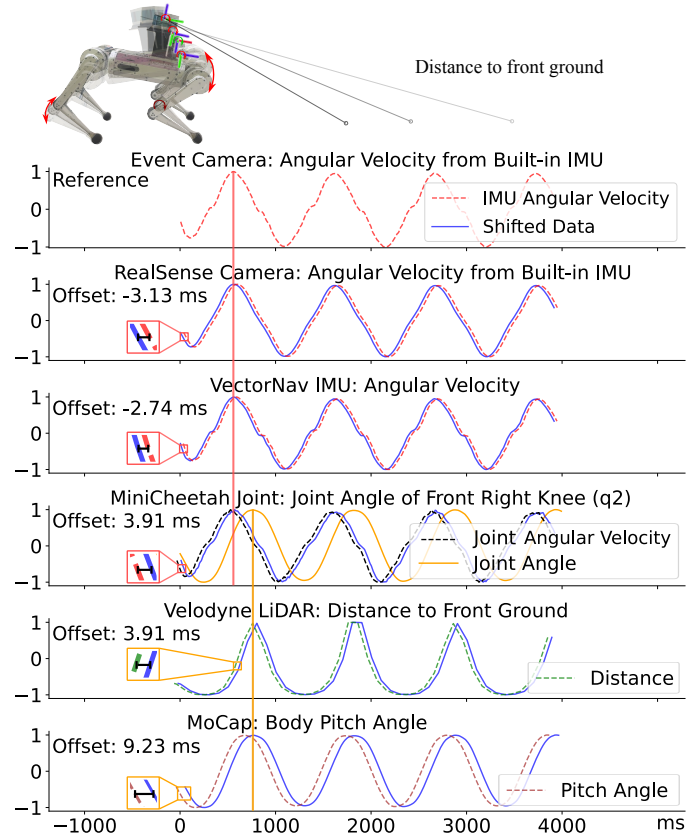 Distance to front ground
Event Camera: Angular Velocity from Built-in IMU
1
Reference
0
−1
IMU Angular Velocity
Shifted Data
RealSense Camera: Angular Velocity from Built-in IMU
1
Offset: -3.13 ms
0
−1
VectorNav IMU: Angular Velocity
1
Offset: -2.74 ms
0
−1
MiniCheetah Joint: Joint Angle of Front Right Knee (q2)
1
Offset: 3.91 ms
0
−1
Joint Angular Velocity
Joint Angle
Velodyne LiDAR: Distance to Front Ground
1
Offset: 3.91 ms
0
−1
Distance
MoCap: Body Pitch Angle
1
Offset: 9.23 ms
0
−1
Pitch Angle
−1000 0 1000 2000 3000 4000 ms